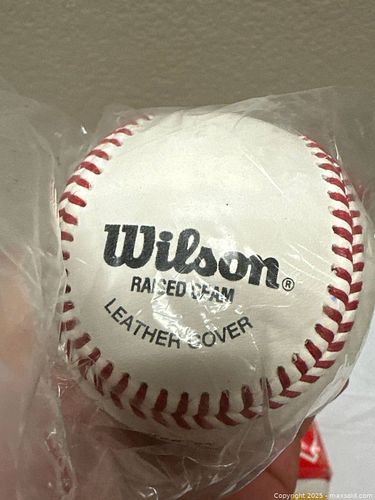 Wilson®
RAISED SEAM
LEATHER COVER
Copyright 2025 - maxsold.com